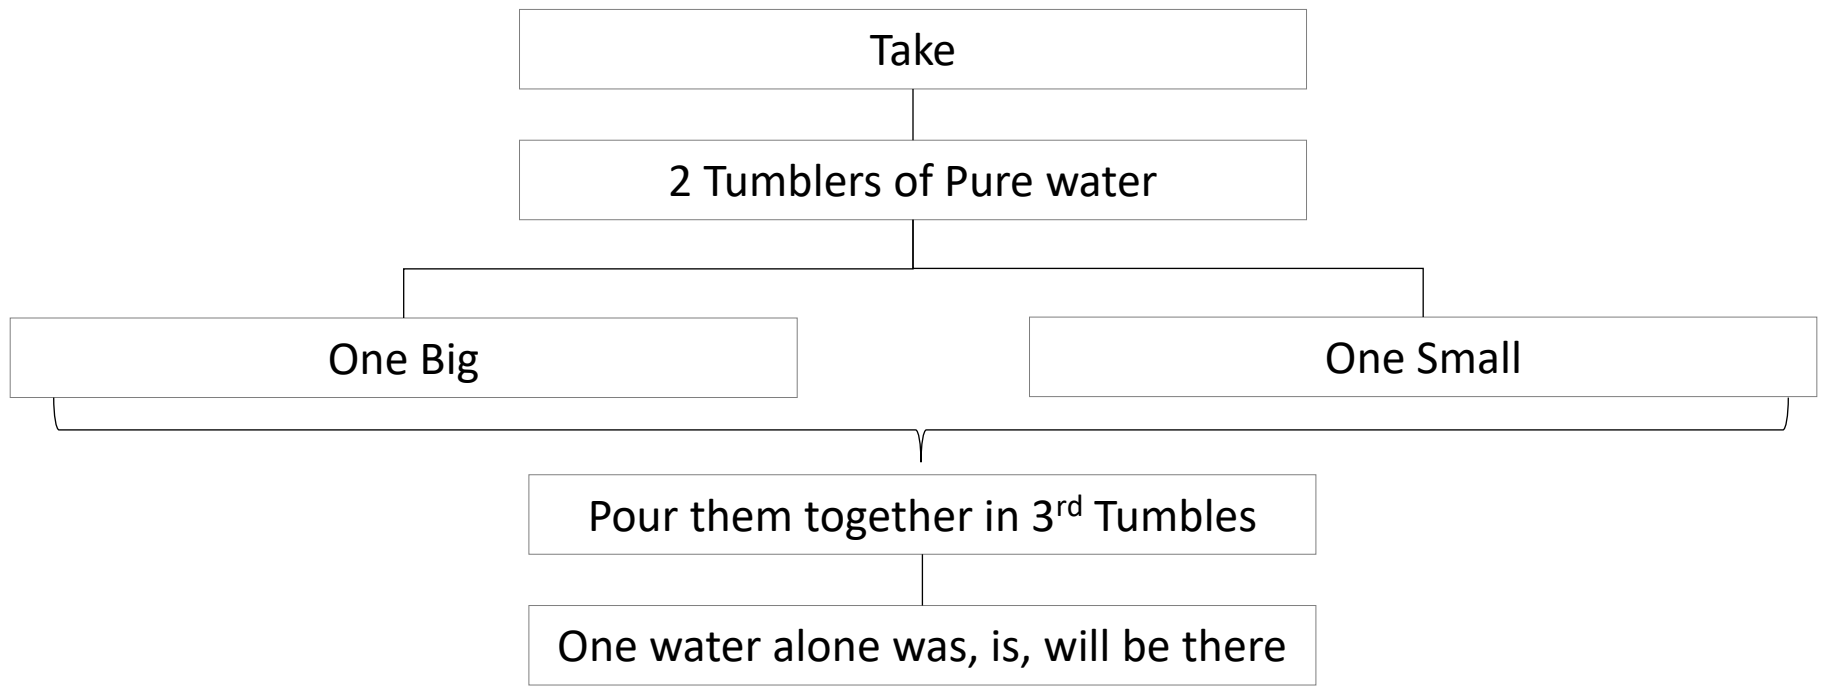 Take
2 Tumblers of Pure water
One Big
One Small
Pour them together in 3rd Tumbles
One water alone was, is, will be there